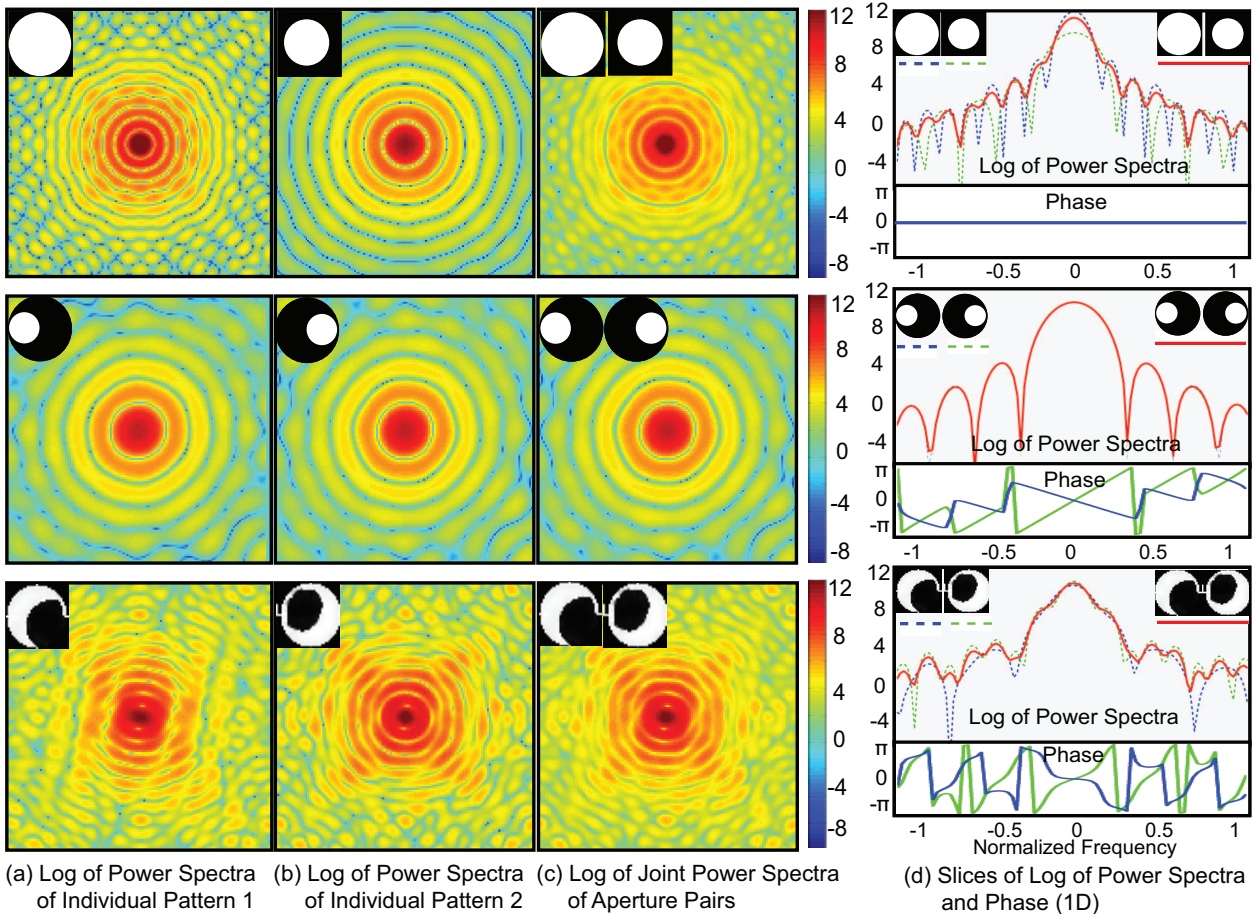 12
8
4
0
-4
-8
12
8
4
0
-4
Log of Power Spectra
π
0
-π
Phase
-1 -0.5 0 0.5 1
12
8
4
0
-4
-8
12
8
4
0
-4
Log of Power Spectra
π
0
-π
Phase
-1 -0.5 0 0.5 1
12
8
4
0
-4
-8
12
8
4
0
-4
Log of Power Spectra
π
0
-π
Phase
-1 -0.5 0 0.5 1
Normalized Frequency
(a) Log of Power Spectra
of Individual Pattern 1
(b) Log of Power Spectra
of Individual Pattern 2
(c) Log of Joint Power Spectra
of Aperture Pairs
(d) Slices of Log of Power Spectra
and Phase (1D)